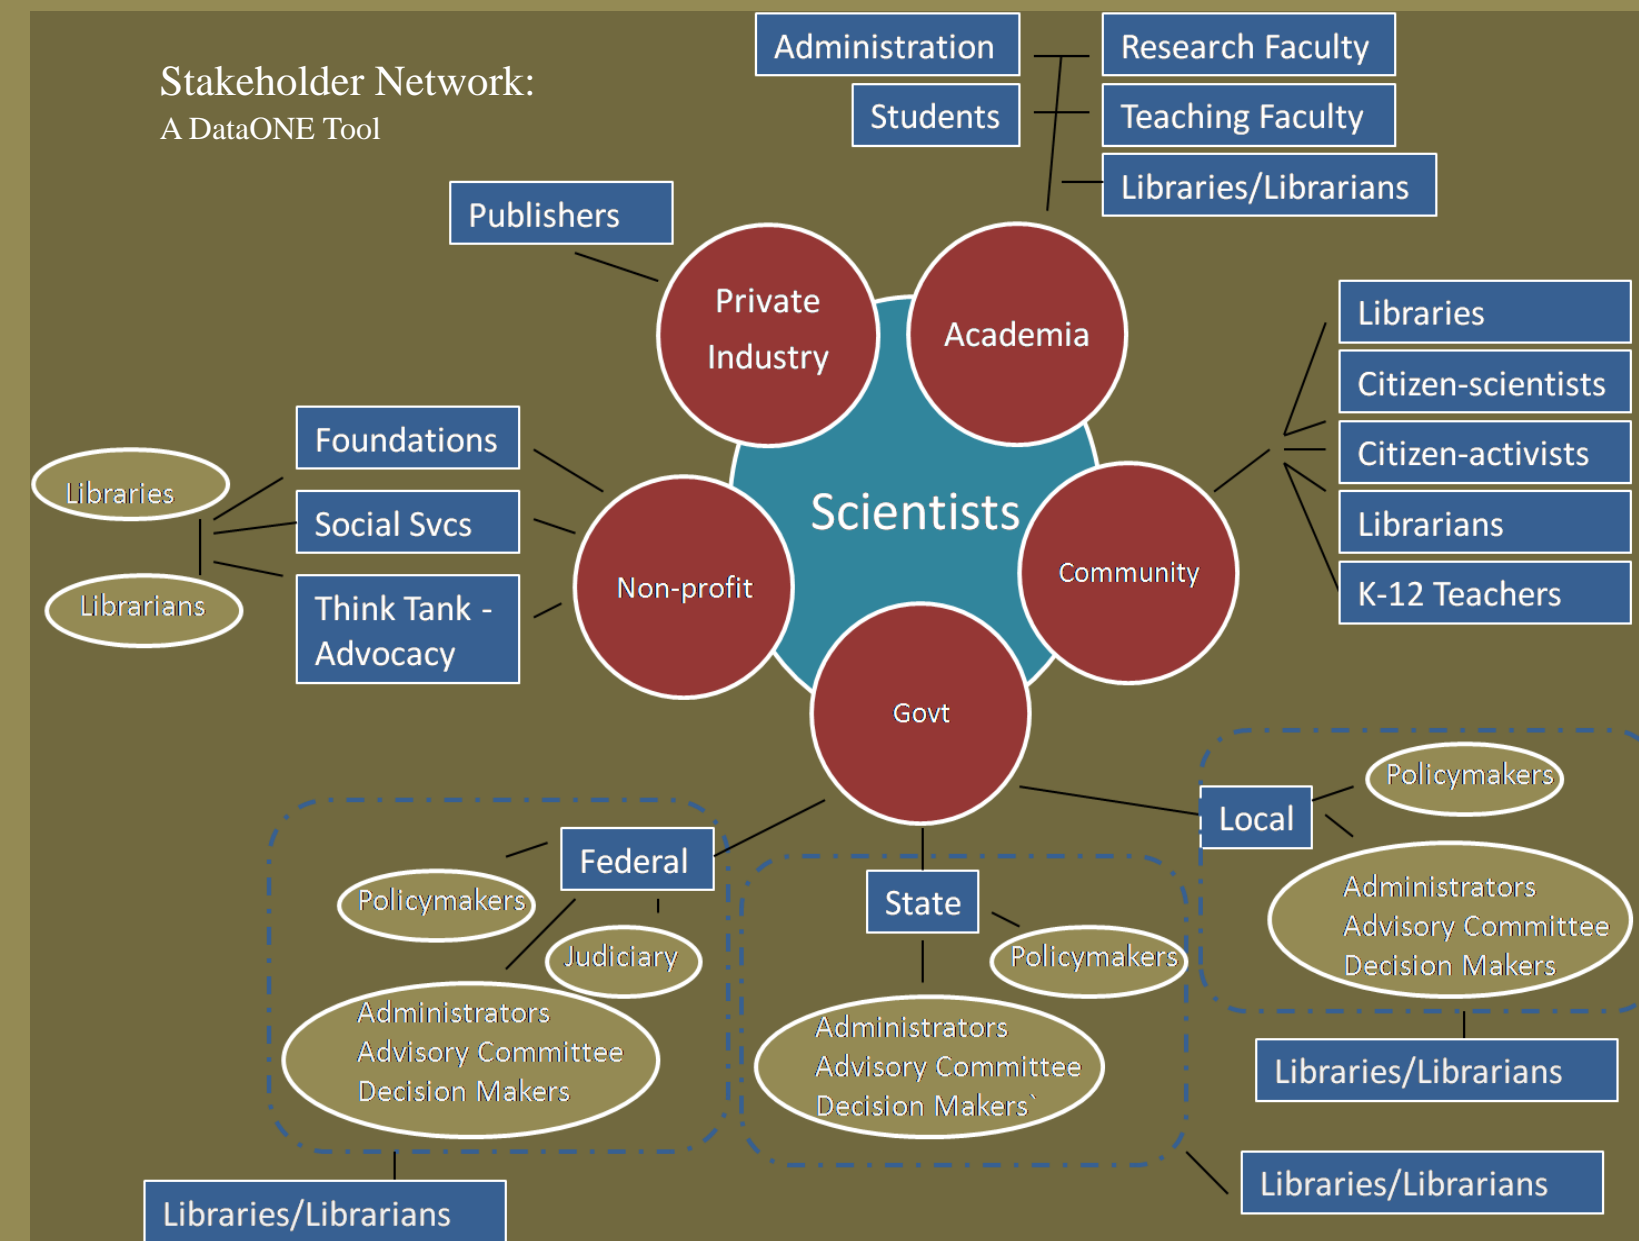 Stakeholder Network:
A DataONE Tool
Administration
Research Faculty
Students
Teaching Faculty
Libraries/Librarians
Publishers
Private
Industry
Academia
Libraries
Citizen-scientists
Citizen-activists
Librarians
K-12 Teachers
Foundations
Social Svcs
Think Tank -
Advocacy
Libraries
Librarians
Scientists
Non-profit
Community
Govt
Federal
Policymakers
Judiciary
Administrators
Advisory Committee
Decision Makers
Libraries/Librarians
State
Policymakers
Administrators
Advisory Committee
Decision Makers`
Libraries/Librarians
Local
Policymakers
Administrators
Advisory Committee
Decision Makers
Libraries/Librarians